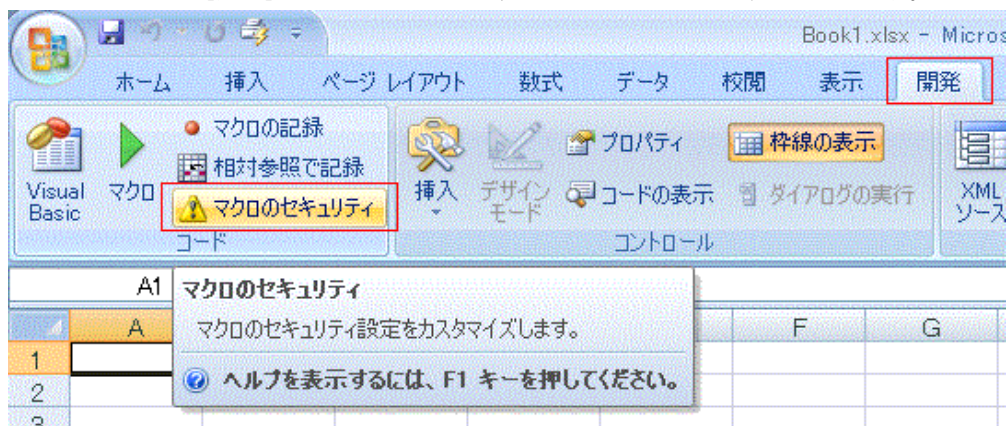 Book1.xlsx - Micros
ホーム 挿入 ページ レイアウト 数式 データ 校閲 表示 開発
Visual Basic
マクロ
マクロの記録
相対参照で記録
マクロのセキュリティ
コード
挿入
デザイン モード
プロパティ
コードの表示
枠線の表示
ダイアログの実行
コントロール
XML
ソース
A1
マクロのセキュリティ
マクロのセキュリティ設定をカスタマイズします。
ヘルプを表示するには、F1 キーを押してください。
A F G
1
2
3